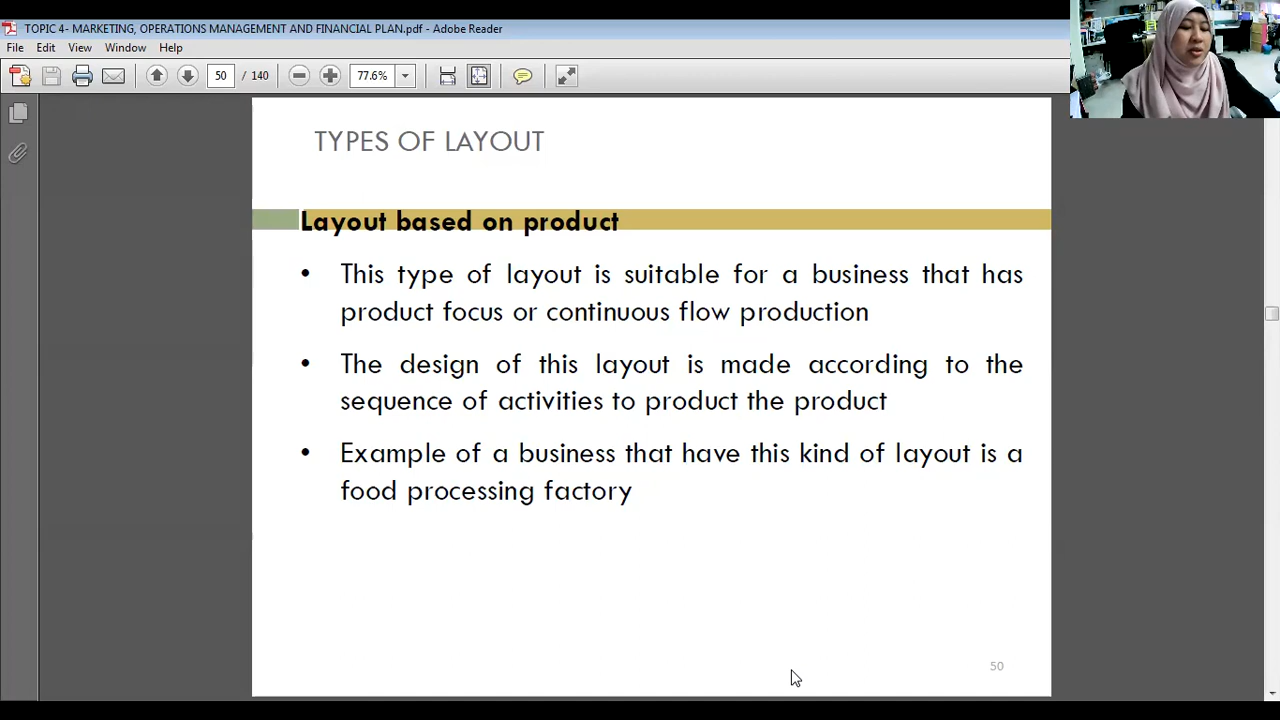 TOPIC 4- MARKETING, OPERATIONS MANAGEMENT AND FINANCIAL PLAN.pdf - Adobe Reader
File Edit View Window Help
50 / 140 77.6%
TYPES OF LAYOUT
Layout based on product
• This type of layout is suitable for a business that has
product focus or continuous flow production
• The design of this layout is made according to the
sequence of activities to product the product
• Example of a business that have this kind of layout is a
food processing factory
50